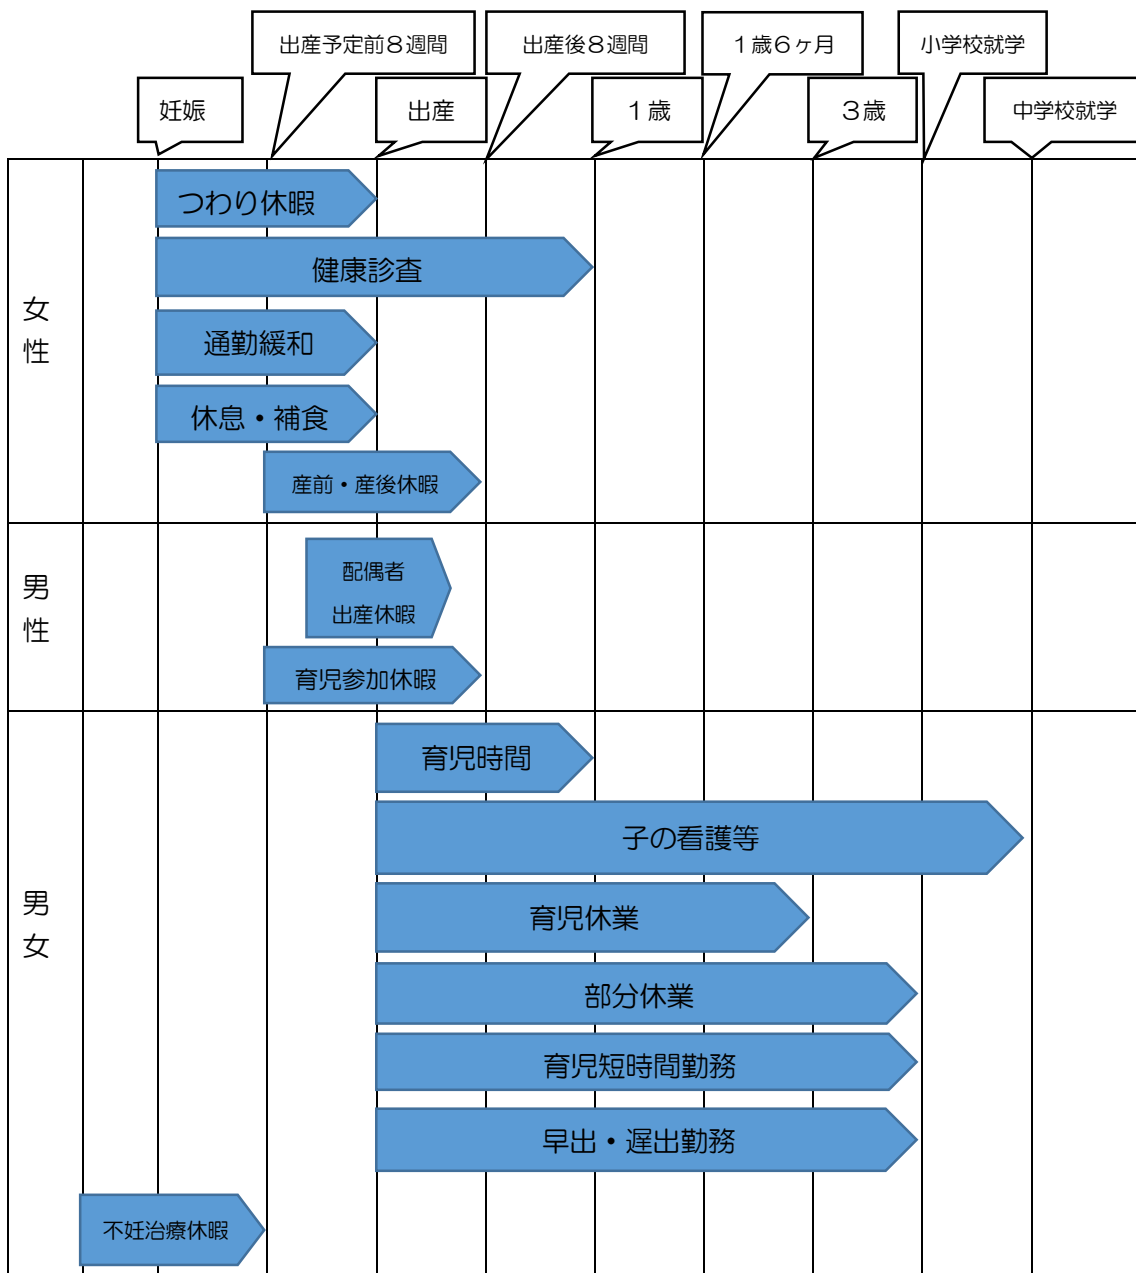 出産予定前８週間
出産後８週間
１歳６ヶ月
小学校就学
妊娠
出産
１歳
３歳
中学校就学
女性
つわり休暇
健康診査
通勤緩和
休息・補食
産前・産後休暇
男性
配偶者
出産休暇
育児参加休暇
男女
育児時間
子の看護等
育児休業
部分休業
育児短時間勤務
早出・遅出勤務
不妊治療休暇